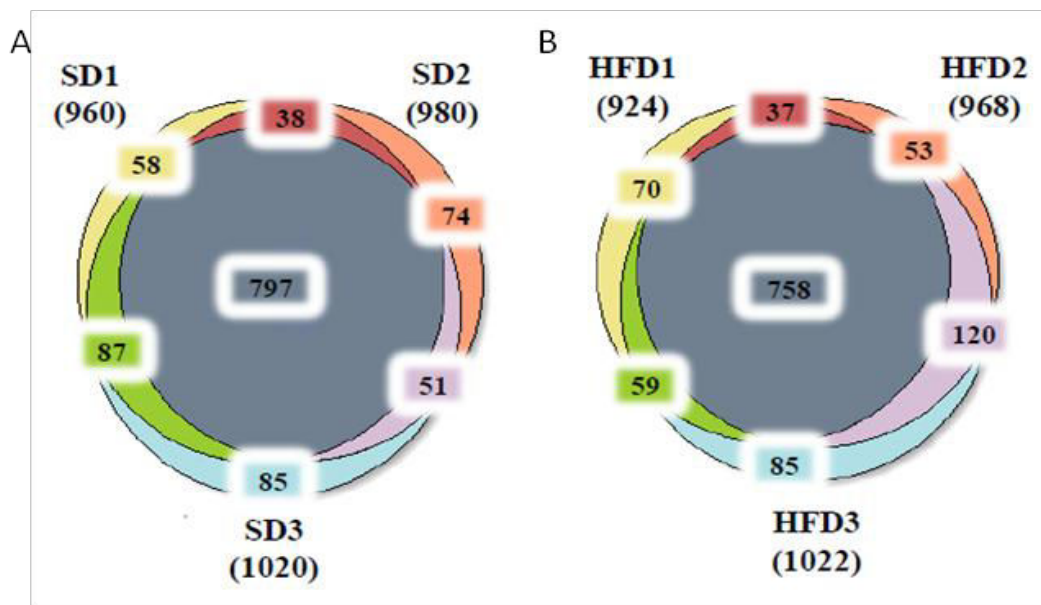 A
SD1
(960)
SD2
(980)
38
58
74
797
87
51
85
SD3
(1020)
B
HFD1
(924)
HFD2
(968)
37
53
70
758
120
59
85
HFD3
(1022)